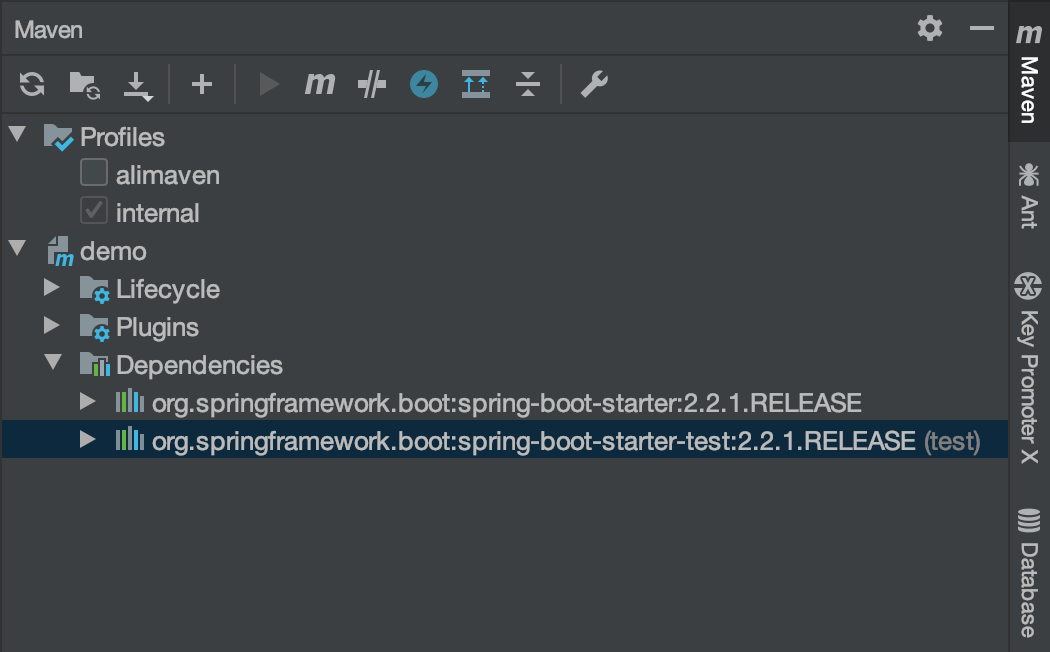 Maven
Profiles
alimaven
internal
demo
Lifecycle
Plugins
Dependencies
org.springframework.boot:spring-boot-starter:2.2.1.RELEASE
org.springframework.boot:spring-boot-starter-test:2.2.1.RELEASE (test)
Maven
Ant
Key Promoter X
Database